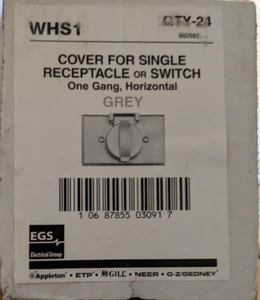 WHS1
QTY-24
COVER FOR SINGLE
RECEPTACLE OR SWITCH
One Gang, Horizontal
GREY
1 06 87855 03091 7
EGS
Electrical Group
Appleton • ETP • McGILL • NEER • O-Z/GEDNEY